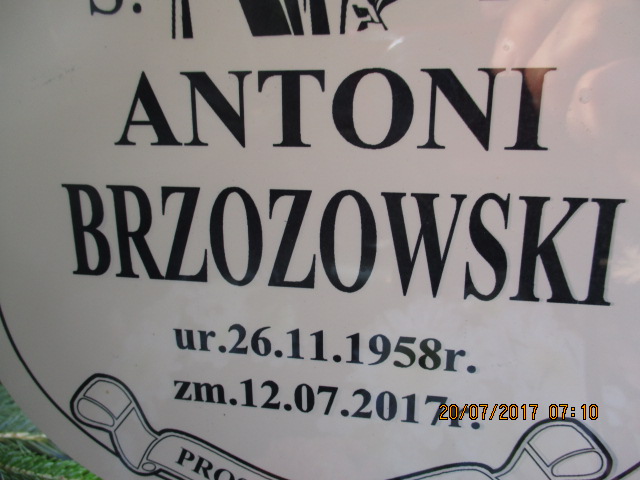 Ś.
ANTONI
BRZOZOWSKI
ur.26.11.1958r.
zm.12.07.2017r.
20/07/2017 07:10